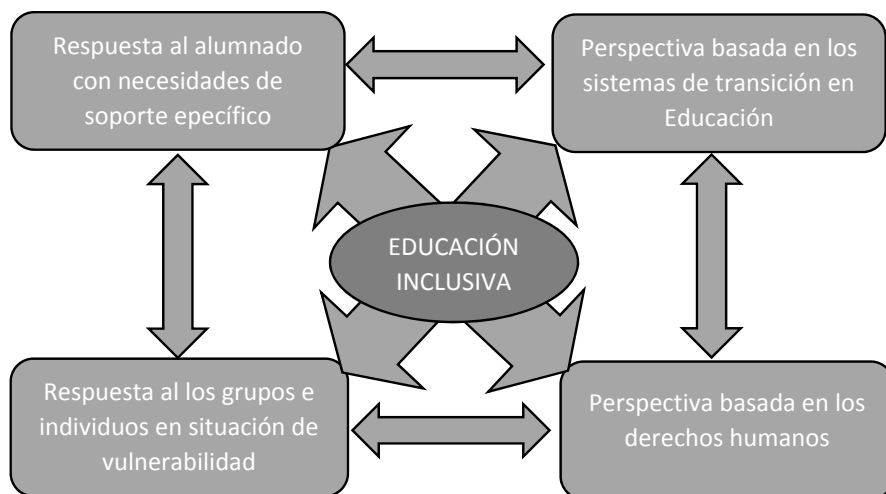 Respuesta al alumnado
con necesidades de
soporte epecífico
Perspectiva basada en los
sistemas de transición en
Educación
EDUCACIÓN
INCLUSIVA
Respuesta al los grupos e
individuos en situación de
vulnerabilidad
Perspectiva basada en los
derechos humanos